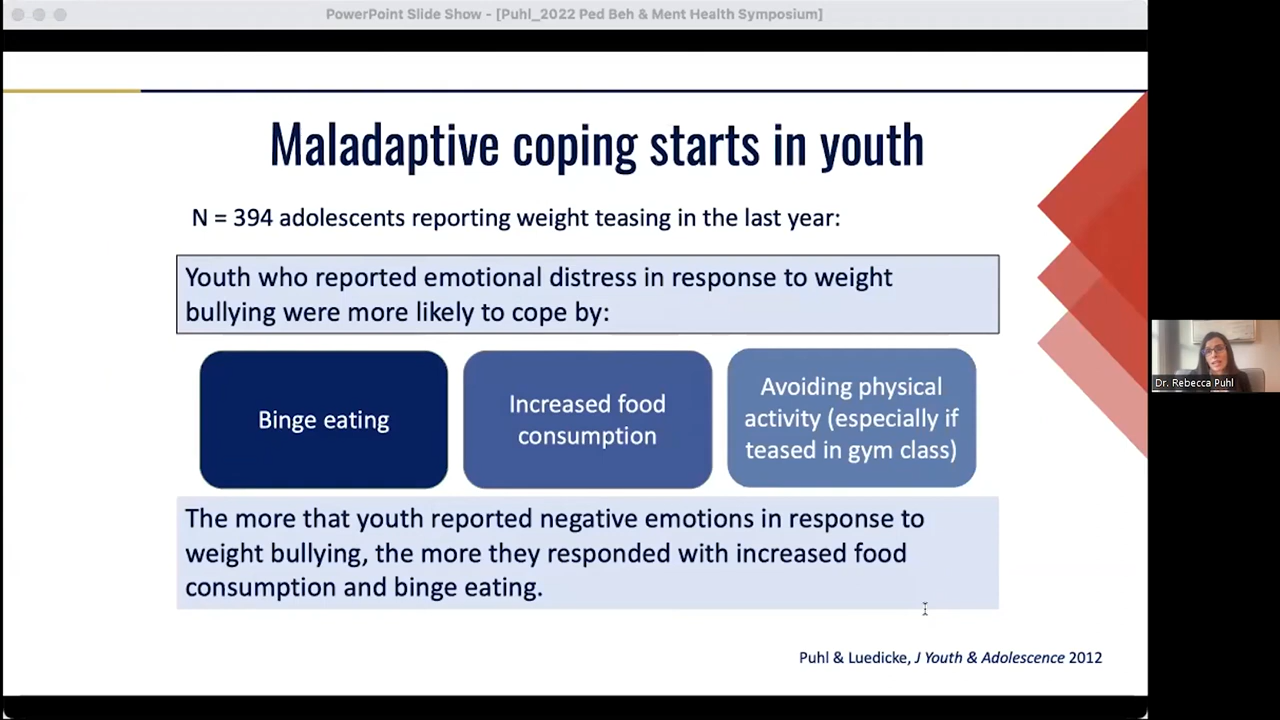 PowerPoint Slide Show - [Puhl_2022 Ped Beh & Ment Health Symposium]
Maladaptive coping starts in youth
N = 394 adolescents reporting weight teasing in the last year:
Youth who reported emotional distress in response to weight
bullying were more likely to cope by:
Binge eating
Increased food
consumption
Avoiding physical
activity (especially if
teased in gym class)
The more that youth reported negative emotions in response to
weight bullying, the more they responded with increased food
consumption and binge eating.
Puhl & Luedicke, J Youth & Adolescence 2012
Dr. Rebecca Puhl